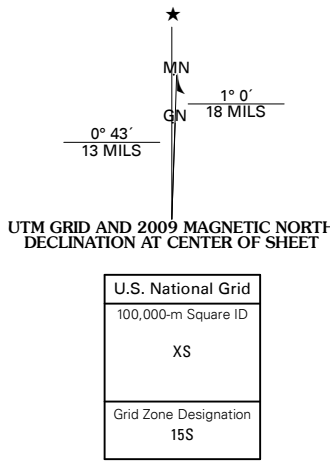 ★
MN
1° 0´
18 MILS
GN
0° 43´
13 MILS
UTM GRID AND 2009 MAGNETIC NORTH
DECLINATION AT CENTER OF SHEET
U.S. National Grid
100,000-m Square ID
XS
Grid Zone Designation
15S